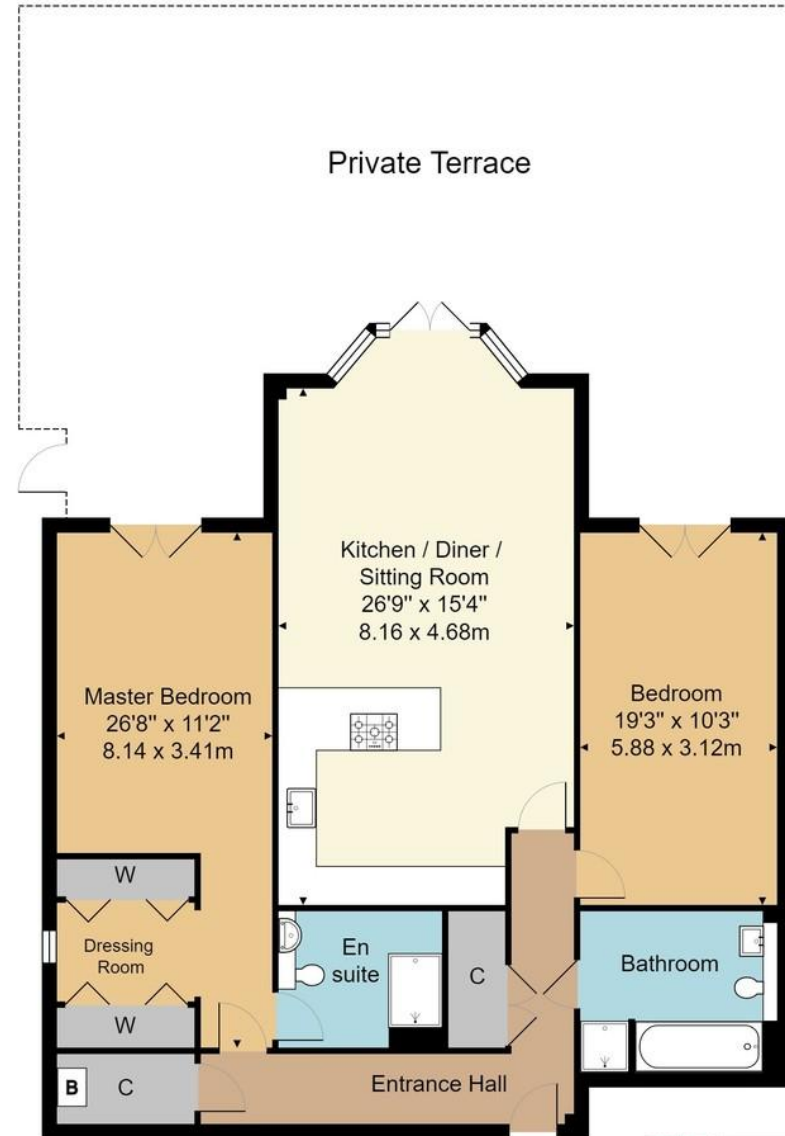 Private Terrace
Kitchen / Diner /
Sitting Room
26'9" x 15'4"
8.16 x 4.68m
Master Bedroom
26'8" x 11'2"
8.14 x 3.41m
Bedroom
19'3" x 10'3"
5.88 x 3.12m
W
Dressing
Room
W
En
suite
C
Bathroom
B
C
Entrance Hall